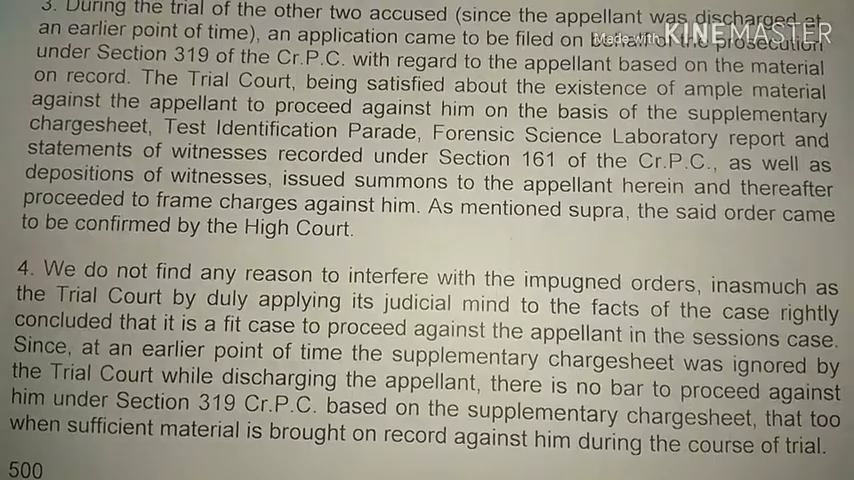 3. During the trial of the other two accused (since the appellant was discharged at
an earlier point of time), an application came to be filed on behalf of the prosecution
Made with KINEMASTER
under Section 319 of the Cr.P.C. with regard to the appellant based on the material
on record. The Trial Court, being satisfied about the existence of ample material
against the appellant to proceed against him on the basis of the supplementary
chargesheet, Test Identification Parade, Forensic Science Laboratory report and
statements of witnesses recorded under Section 161 of the Cr.P.C., as well as
depositions of witnesses, issued summons to the appellant herein and thereafter
proceeded to frame charges against him. As mentioned supra, the said order came
to be confirmed by the High Court.
4. We do not find any reason to interfere with the impugned orders, inasmuch as
the Trial Court by duly applying its judicial mind to the facts of the case rightly
concluded that it is a fit case to proceed against the appellant in the sessions case.
Since, at an earlier point of time the supplementary chargesheet was ignored by
the Trial Court while discharging the appellant, there is no bar to proceed against
him under Section 319 Cr.P.C. based on the supplementary chargesheet, that too
when sufficient material is brought on record against him during the course of trial.
500